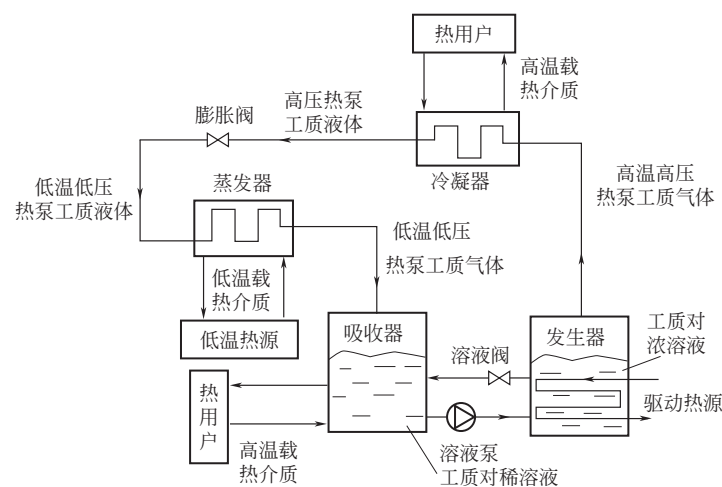 热用户
高温载
热介质
高压热泵
工质液体
膨胀阀
冷凝器
高温高压
热泵工质气体
低温低压
热泵工质液体
蒸发器
低温低压
热泵工质气体
低温载
热介质
低温热源
吸收器
溶液阀
发生器
工质对
浓溶液
驱动热源
热
用
户
高温载
热介质
溶液泵
工质对稀溶液